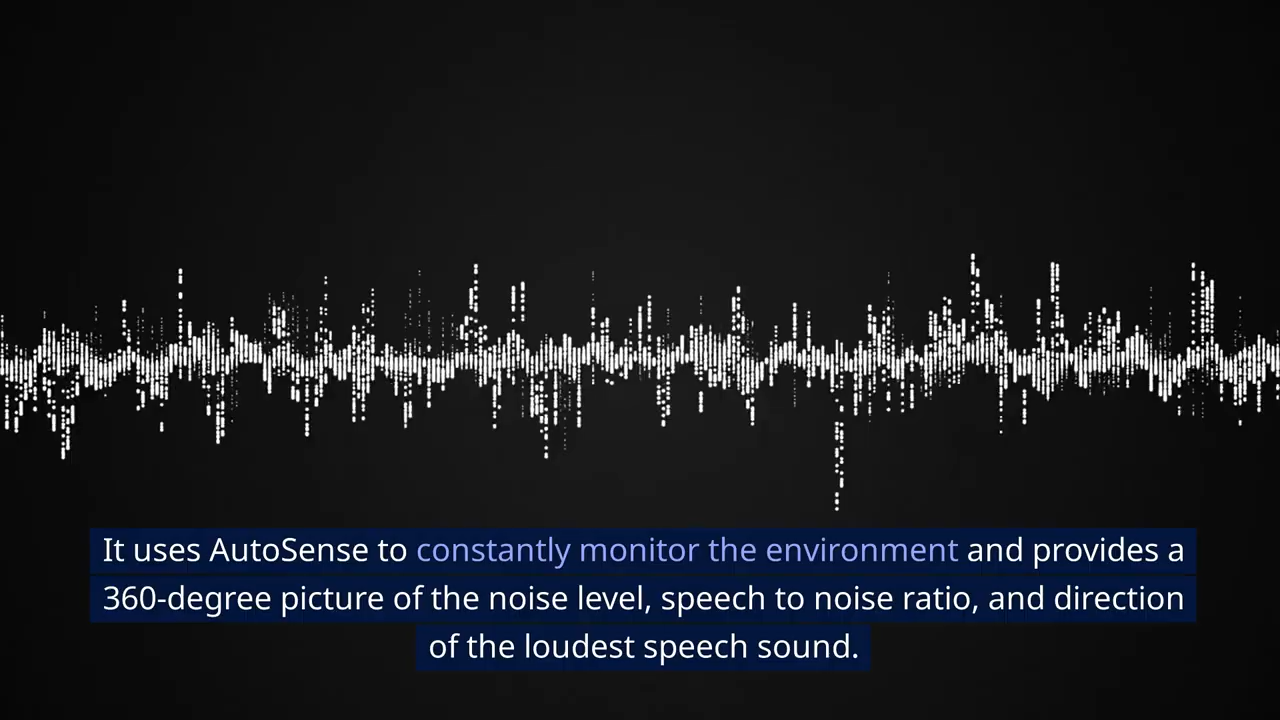 It uses AutoSense to constantly monitor the environment and provides a
360-degree picture of the noise level, speech to noise ratio, and direction
of the loudest speech sound.